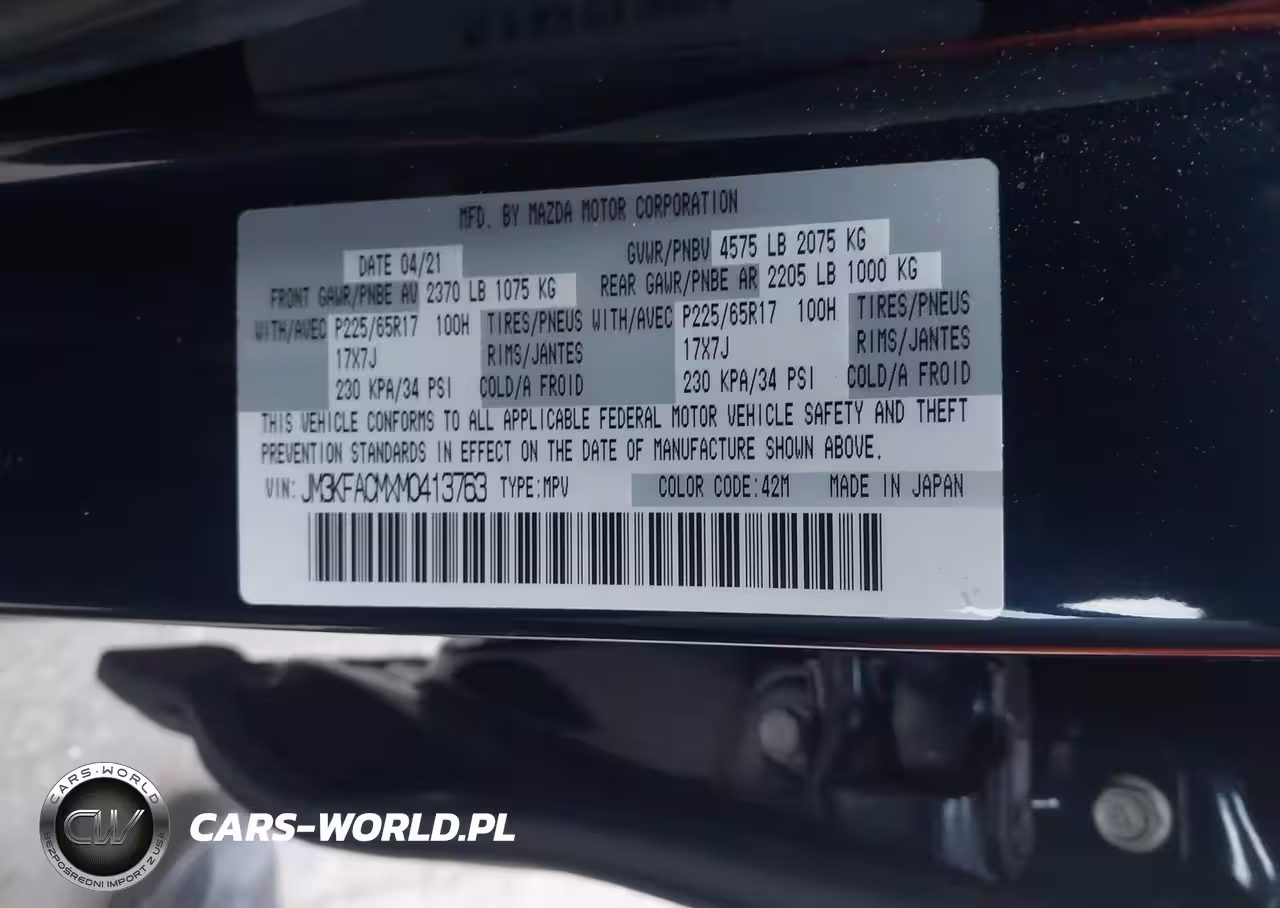 MFD. BY MAZDA MOTOR CORPORATION
DATE 04/21 GVWR/PNBV 4575 LB 2075 KG
FRONT GAWR/PNBE AV 2370 LB 1075 KG REAR GAWR/PNBE AR 2205 LB 1000 KG
WITH/AVEC P225/65R17 100H TIRES/PNEUS WITH/AVEC P225/65R17 100H TIRES/PNEUS
17X7J RIMS/JANTES 17X7J RIMS/JANTES
230 KPA/34 PSI COLD/A FROID 230 KPA/34 PSI COLD/A FROID
THIS VEHICLE CONFORMS TO ALL APPLICABLE FEDERAL MOTOR VEHICLE SAFETY AND THEFT
PREVENTION STANDARDS IN EFFECT ON THE DATE OF MANUFACTURE SHOWN ABOVE.
VIN: JM3KFACMXM0413763 TYPE:MPV COLOR CODE:42M MADE IN JAPAN
CARS-WORLD
CW
BEZPOŚREDNI IMPORT Z USA
CARS-WORLD.PL